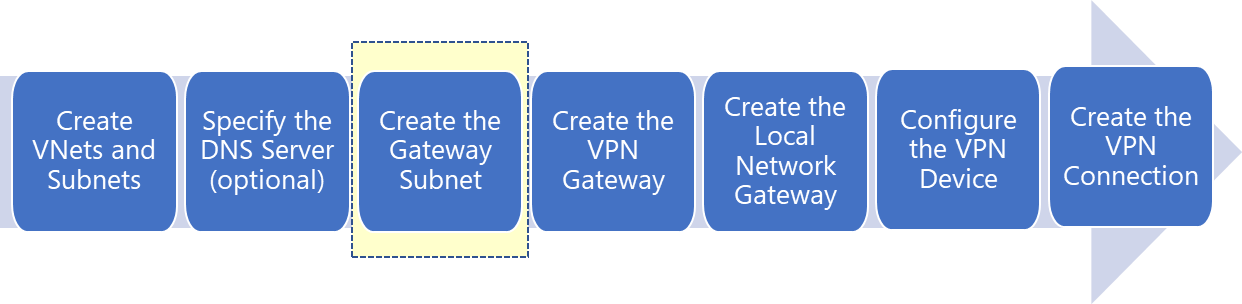 Create
VNets and
Subnets
Specify the
DNS Server
(optional)
Create the
Gateway
Subnet
Create the
VPN
Gateway
Create the
Local
Network
Gateway
Configure
the VPN
Device
Create the
VPN
Connection